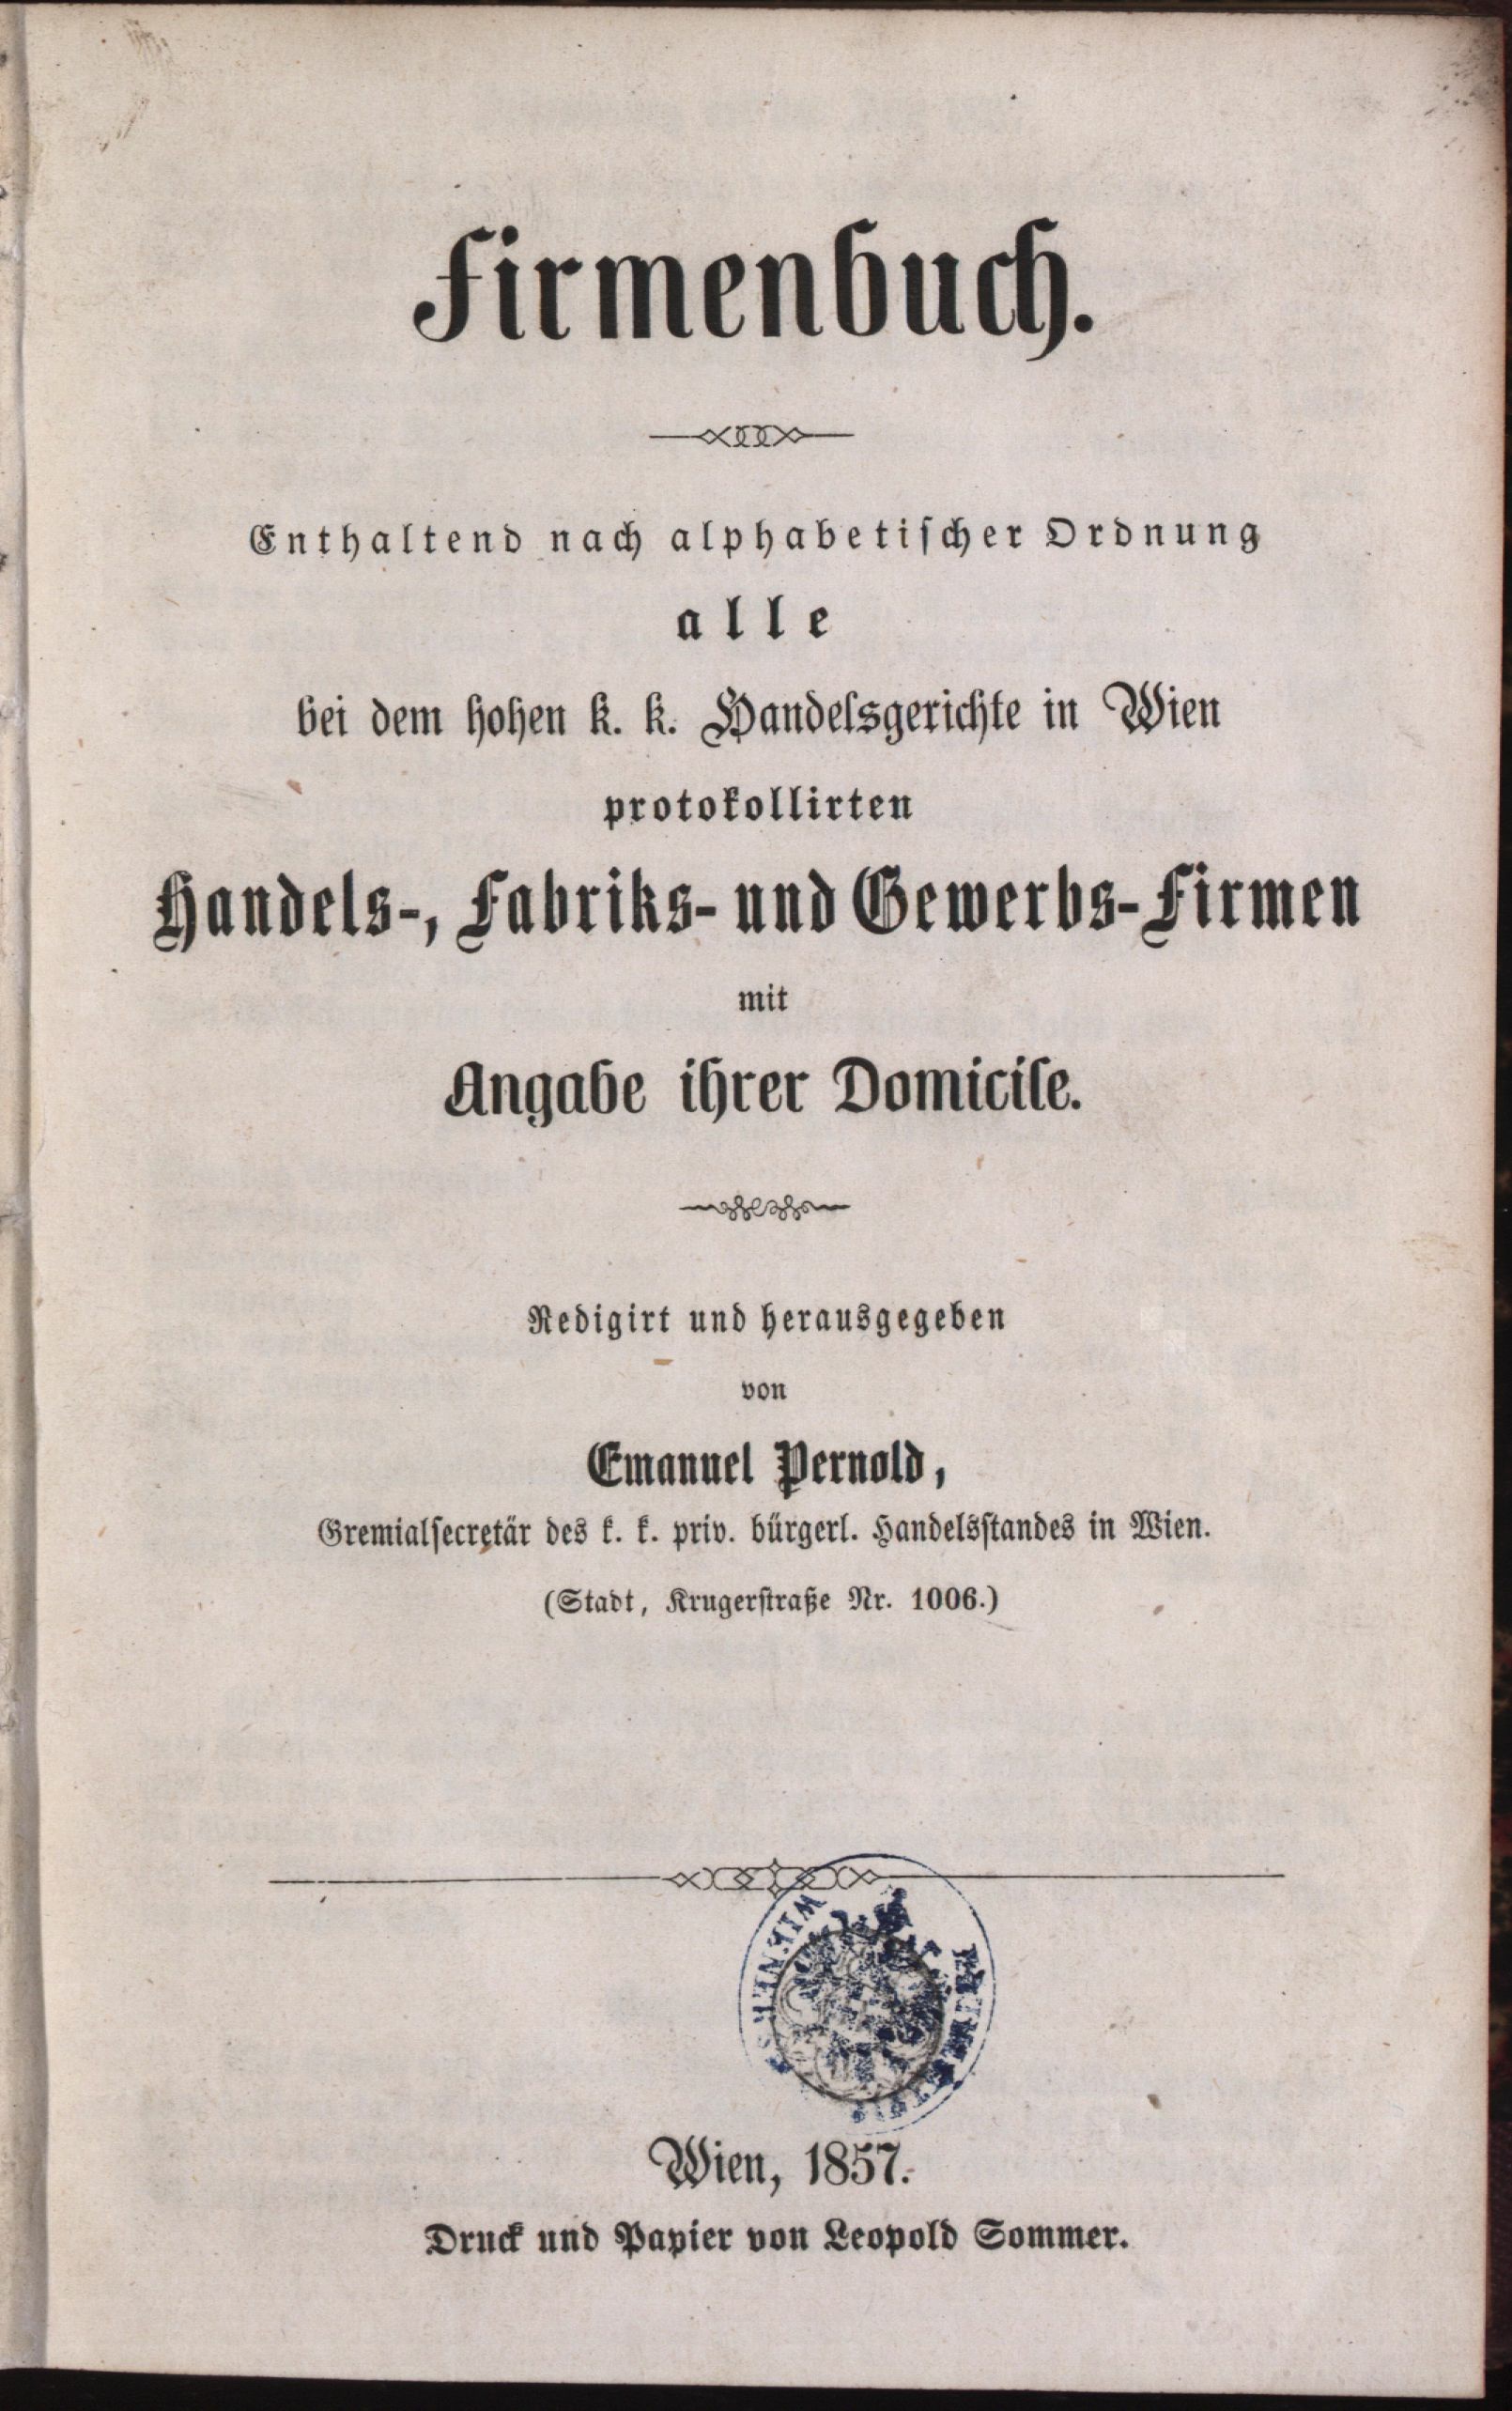 Firmenbuch.
Enthaltend nach alphabetischer Ordnung
alle
bei dem hohen k. k. Handelsgerichte in Wien
protokollirten
Handels-, Fabriks- und Gewerbs-Firmen
mit
Angabe ihrer Domicile.
Redigirt und herausgegeben
von
Emanuel Pernold,
Gremialsecretär des k. k. priv. bürgerl. Handelsstandes in Wien.
(Stadt, Krugerstraße Nr. 1006.)
Wien, 1857.
Druck und Papier von Leopold Sommer.